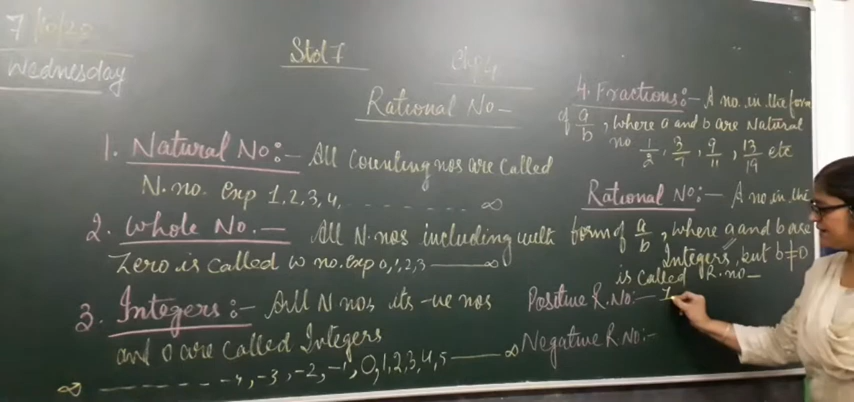 7/10/20
Wednesday
Std 7
Chp 4
Rational No-
1. Natural No:- All Counting nos are called
N. no. exp 1, 2, 3, 4, - - - - - - - - ∞
2. Whole No.- All N. nos including with
Zero is called w no. exp 0, 1, 2, 3 ——— ∞
3. Integers:- All N nos, its -ve nos
and 0 are called Integers
∞ - - - - - - - - - -4, -3, -2, -1, 0, 1, 2, 3, 4, 5 ——— ∞
4. Fractions:- A no. in the form
of a/b, where a and b are Natural
no 1/2, 3/7, 9/11, 13/19 etc
Rational No:- A no in the
form of a/b, where a and b are
Integers, but b≠0
is called R. no-
Positive R. No:-
Negative R No:-